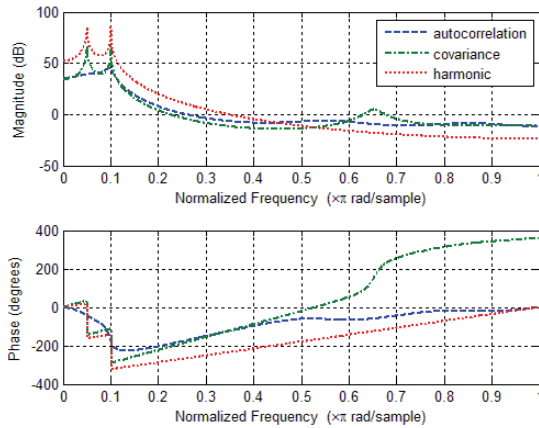 100
50
0
-50
Magnitude (dB)
autocorrelation
covariance
harmonic
0 0.1 0.2 0.3 0.4 0.5 0.6 0.7 0.8 0.9 1
Normalized Frequency (×π rad/sample)
400
200
0
-200
-400
Phase (degrees)
0 0.1 0.2 0.3 0.4 0.5 0.6 0.7 0.8 0.9 1
Normalized Frequency (×π rad/sample)